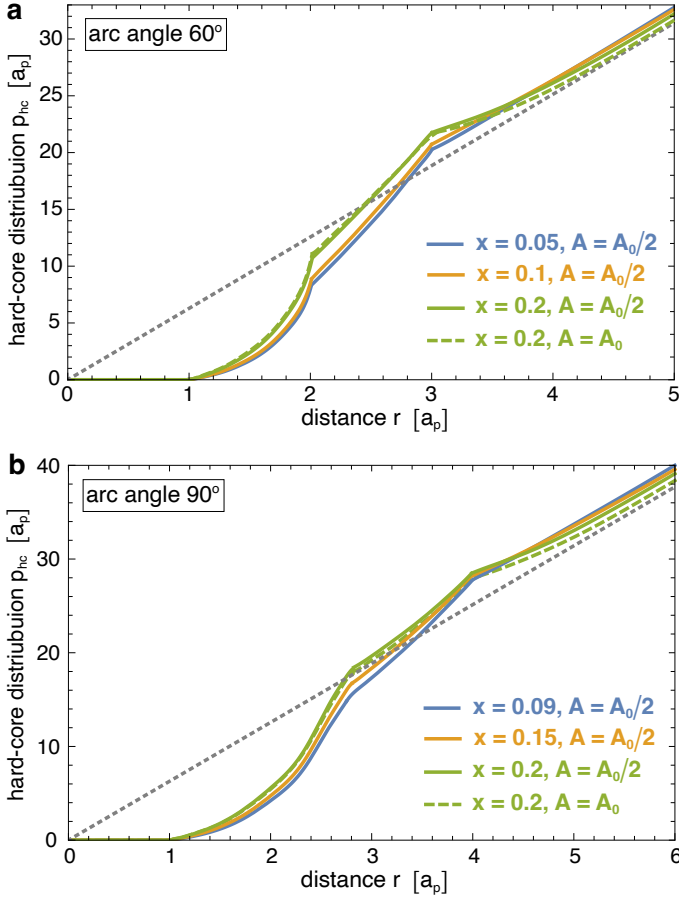 a
arc angle 60°
hard-core distriubuion p_hc [a_p]
30
25
20
15
10
5
0
x = 0.05, A = A_0/2
x = 0.1, A = A_0/2
x = 0.2, A = A_0/2
x = 0.2, A = A_0
0 1 2 3 4 5
distance r [a_p]
b
arc angle 90°
hard-core distriubuion p_hc [a_p]
40
30
20
10
0
x = 0.09, A = A_0/2
x = 0.15, A = A_0/2
x = 0.2, A = A_0/2
x = 0.2, A = A_0
0 1 2 3 4 5 6
distance r [a_p]